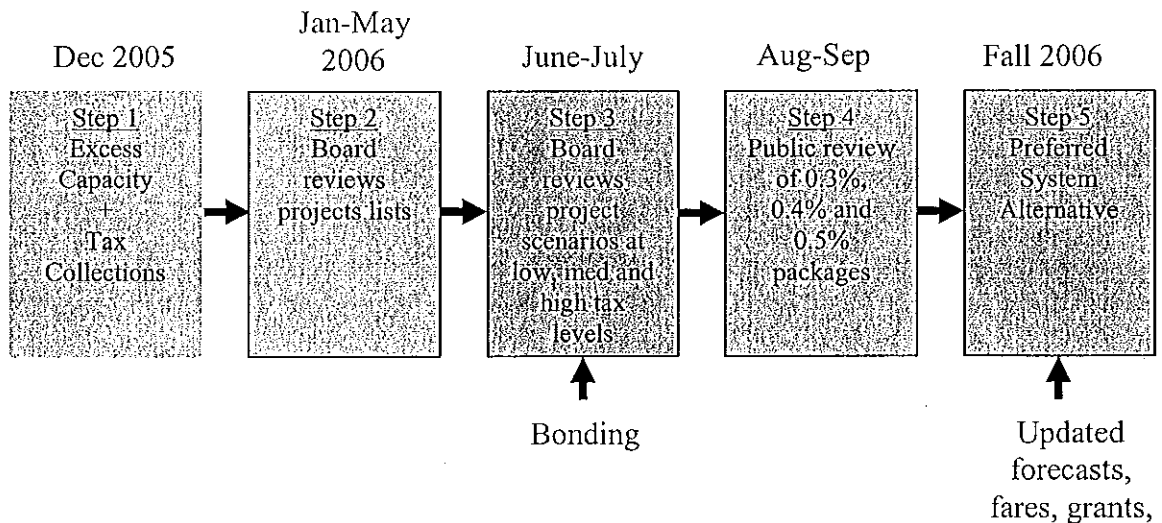 Dec 2005
Jan-May
2006
June-July
Aug-Sep
Fall 2006
Step 1
Excess
Capacity
+
Tax
Collections
Step 2
Board
reviews
projects lists
Step 3
Board
reviews
project
scenarios at
low, med and
high tax
levels
Step 4
Public review
of 0.3%,
0.4% and
0.5%
packages
Step 5
Preferred
System
Alternative
Bonding
Updated
forecasts,
fares, grants,